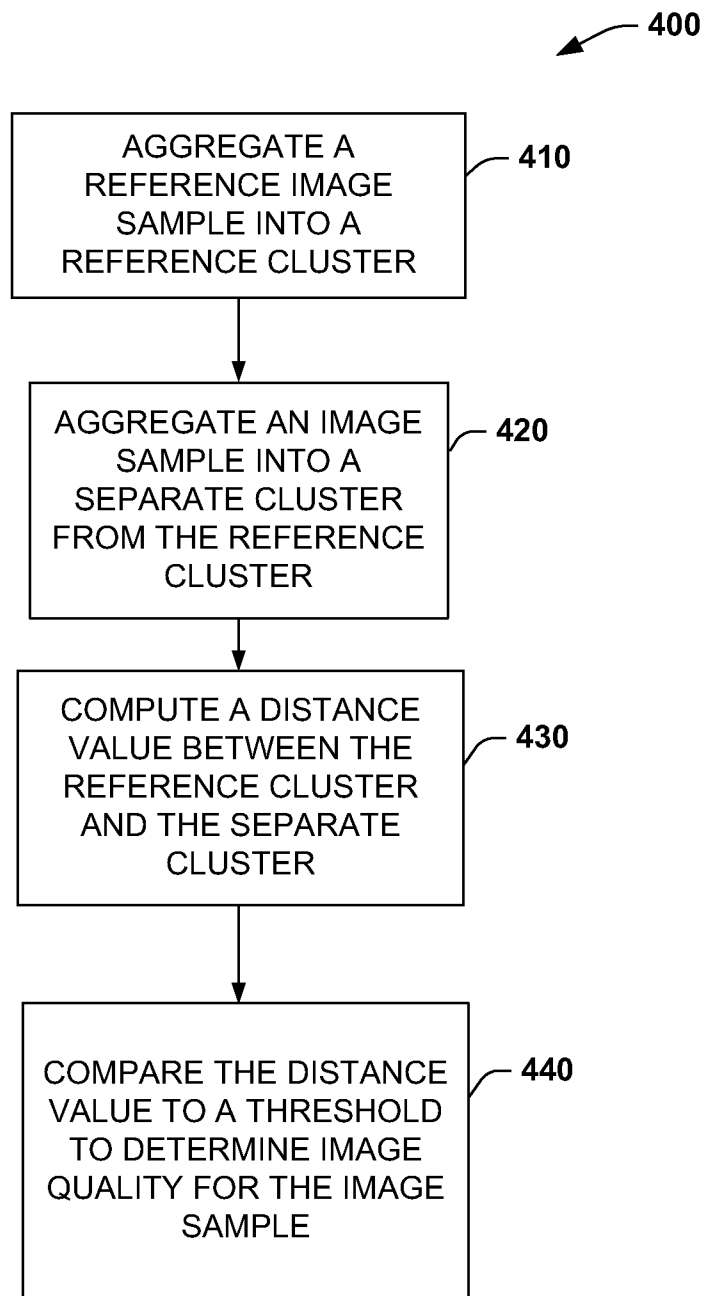 400
AGGREGATE A
REFERENCE IMAGE
SAMPLE INTO A
REFERENCE CLUSTER
410
AGGREGATE AN IMAGE
SAMPLE INTO A
SEPARATE CLUSTER
FROM THE REFERENCE
CLUSTER
420
COMPUTE A DISTANCE
VALUE BETWEEN THE
REFERENCE CLUSTER
AND THE SEPARATE
CLUSTER
430
COMPARE THE DISTANCE
VALUE TO A THRESHOLD
TO DETERMINE IMAGE
QUALITY FOR THE IMAGE
SAMPLE.
440